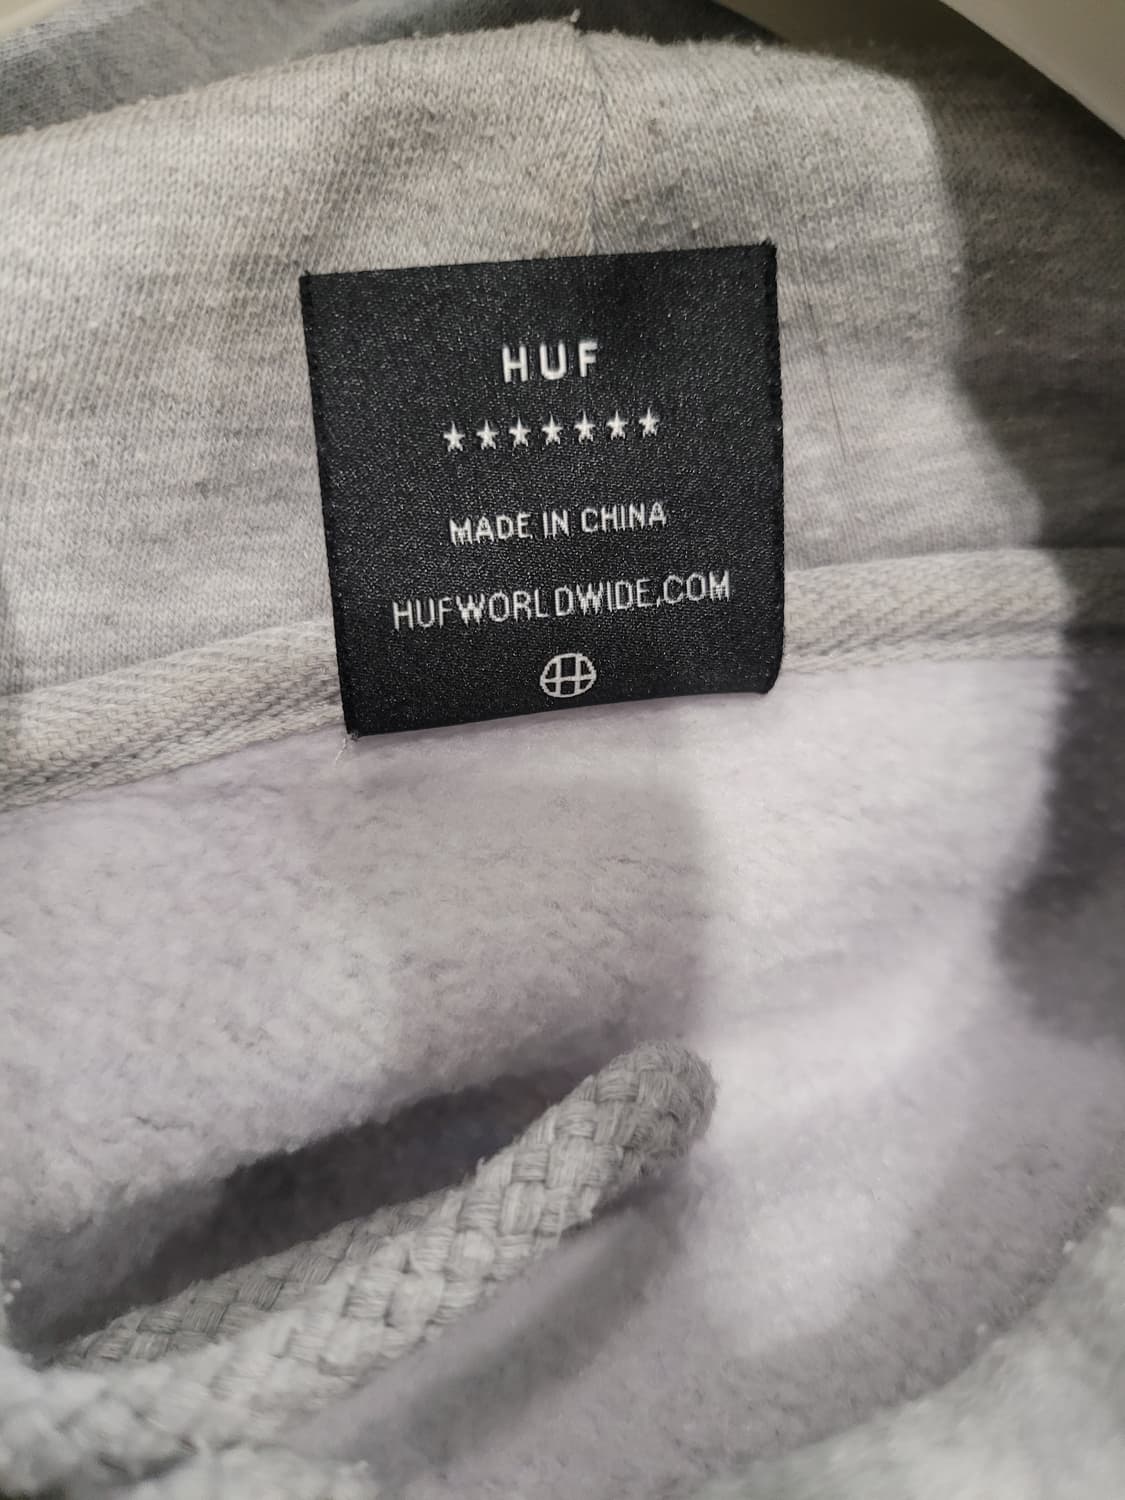 HUF
★★★★★★★
MADE IN CHINA
HUFWORLDWIDE.COM
H